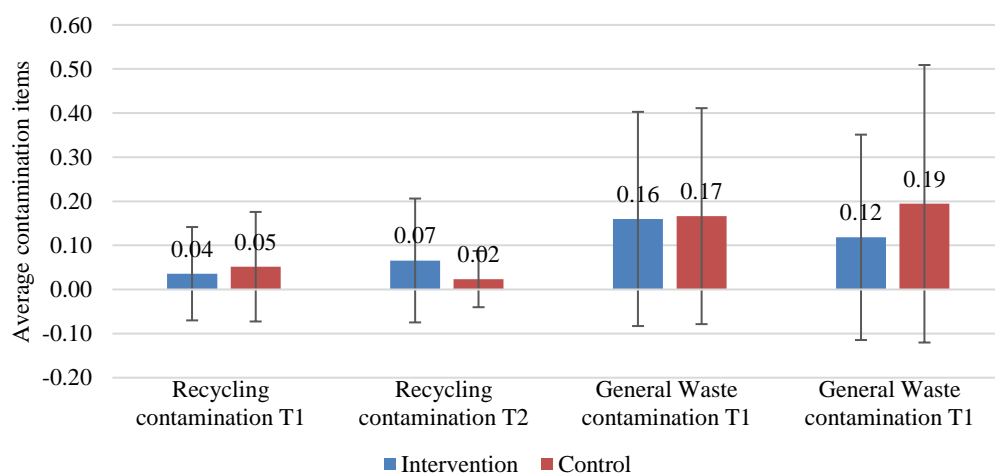 Average contamination items
0.60
0.50
0.40
0.30
0.20
0.10
0.00
-0.10
-0.20
0.04
0.05
0.07
0.02
0.16
0.17
0.12
0.19
Recycling
contamination T1
Recycling
contamination T2
General Waste
contamination T1
General Waste
contamination T1
Intervention
Control